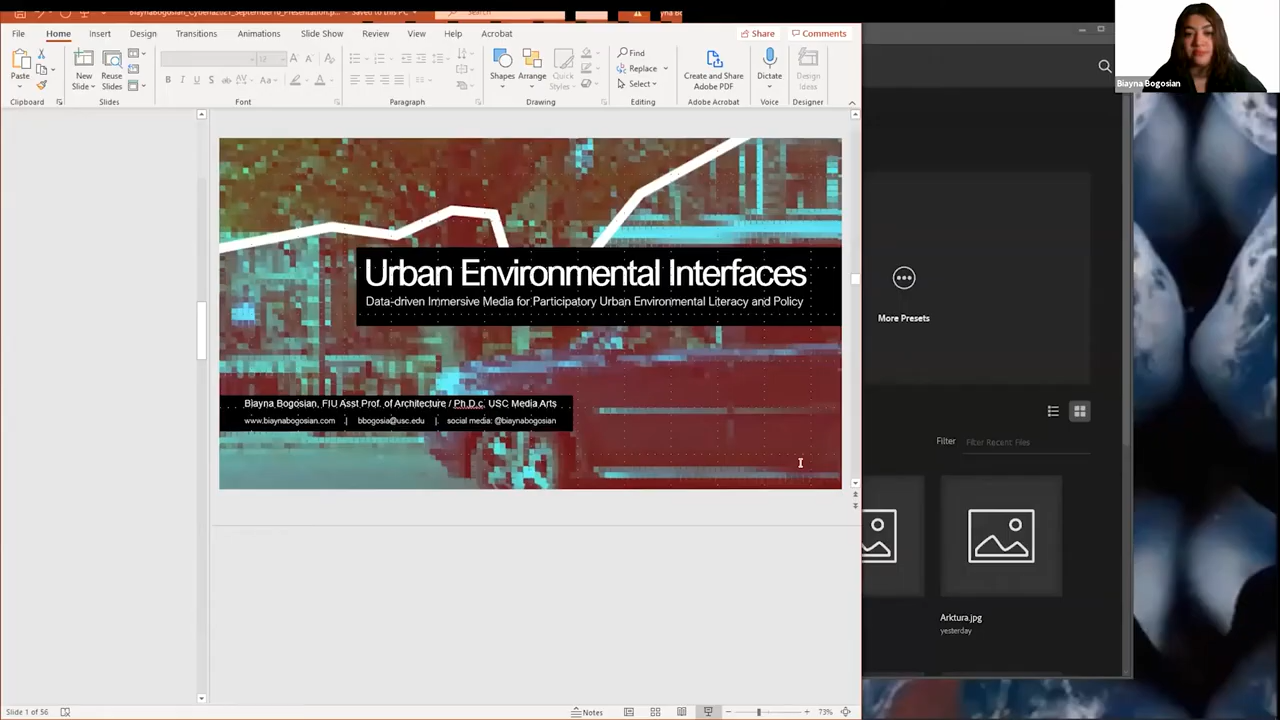 Saved to this PC
Search
File Home Insert Design Transitions Animations Slide Show Review View Help Acrobat Share Comments
Paste
New Slide
Reuse Slides
Shapes
Arrange
Quick Styles
Find
Replace
Select
Create and Share Adobe PDF
Dictate
Design Ideas
Clipboard Slides Font Paragraph Drawing Editing Adobe Acrobat Voice Designer
Biayna Bogosian
Urban Environmental Interfaces
Data-driven Immersive Media for Participatory Urban Environmental Literacy and Policy
Biayna Bogosian, FIU Asst Prof. of Architecture / Ph.D.c. USC Media Arts
www.biaynabogosian.com | bbogosia@usc.edu | social media: @biaynabogosian
More Presets
Filter Filter Recent Files
Arktura.jpg
yesterday
Slide 1 of 56
Notes
73%